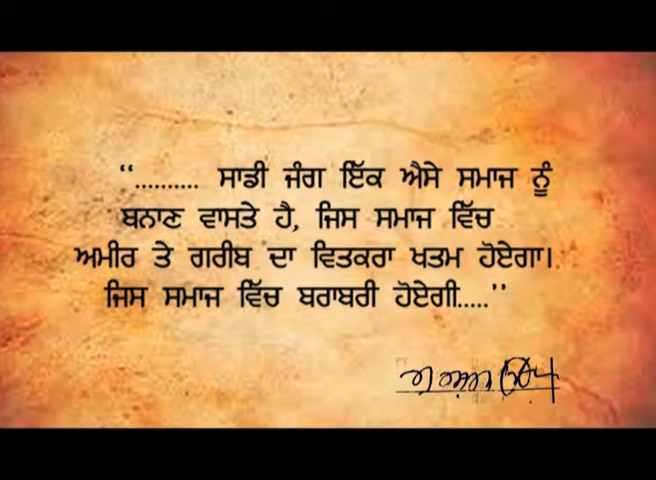 “.......... ਸਾਡੀ ਜੰਗ ਇੱਕ ਐਸੇ ਸਮਾਜ ਨੂੰ
ਬਨਾਣ ਵਾਸਤੇ ਹੈ, ਜਿਸ ਸਮਾਜ ਵਿੱਚ
ਅਮੀਰ ਤੇ ਗਰੀਬ ਦਾ ਵਿਤਕਰਾ ਖਤਮ ਹੋਏਗਾ।
ਜਿਸ ਸਮਾਜ ਵਿੱਚ ਬਰਾਬਰੀ ਹੋਏਗੀ.....”